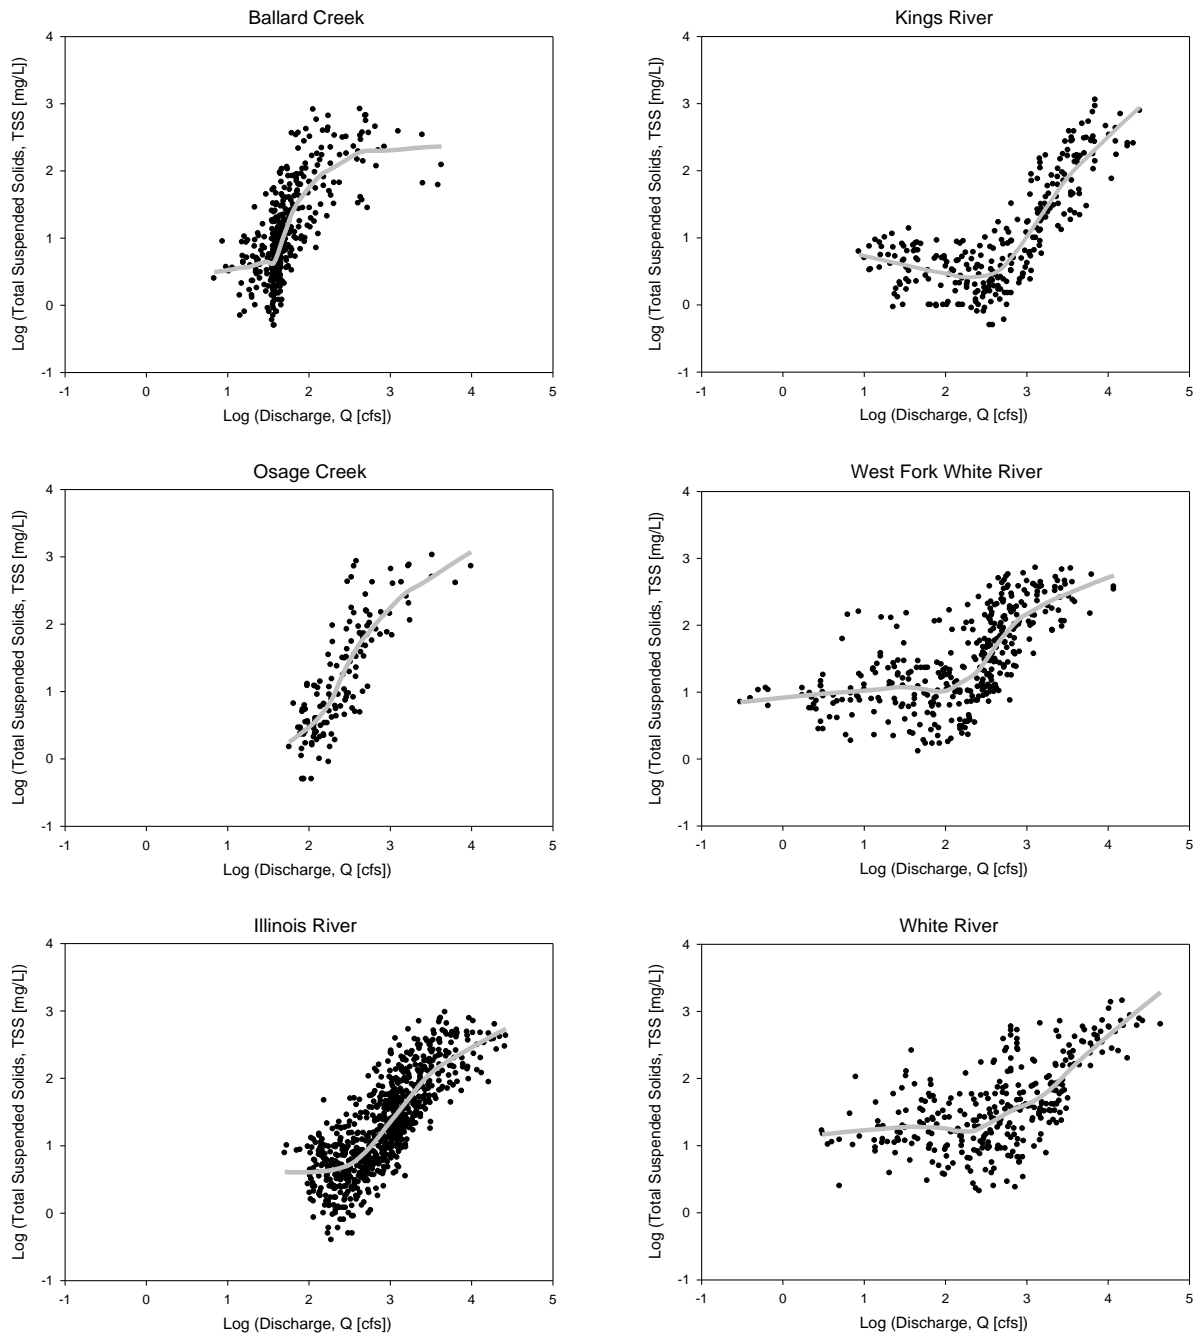 Ballard Creek
4
3
2
1
0
-1
-1 0 1 2 3 4 5
Log (Total Suspended Solids, TSS [mg/L])
Log (Discharge, Q [cfs])
Kings River
4
3
2
1
0
-1
-1 0 1 2 3 4 5
Log (Total Suspended Solids, TSS [mg/L])
Log (Discharge, Q [cfs])
Osage Creek
4
3
2
1
0
-1
-1 0 1 2 3 4 5
Log (Total Suspended Solids, TSS [mg/L])
Log (Discharge, Q [cfs])
West Fork White River
4
3
2
1
0
-1
-1 0 1 2 3 4 5
Log (Total Suspended Solids, TSS [mg/L])
Log (Discharge, Q [cfs])
Illinois River
4
3
2
1
0
-1
-1 0 1 2 3 4 5
Log (Total Suspended Solids, TSS [mg/L])
Log (Discharge, Q [cfs])
White River
4
3
2
1
0
-1
-1 0 1 2 3 4 5
Log (Total Suspended Solids, TSS [mg/L])
Log (Discharge, Q [cfs])